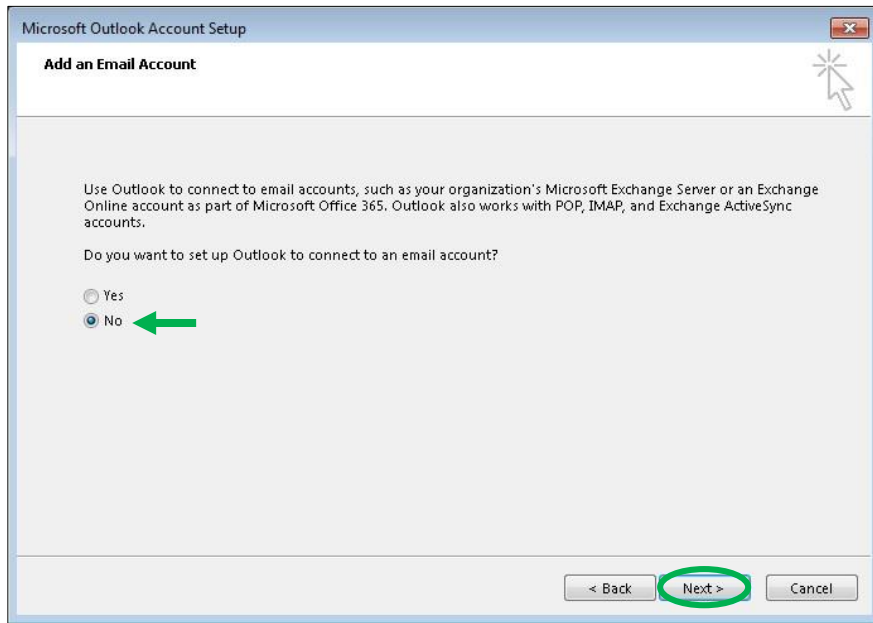 Microsoft Outlook Account Setup
Add an Email Account
Use Outlook to connect to email accounts, such as your organization's Microsoft Exchange Server or an Exchange
Online account as part of Microsoft Office 365. Outlook also works with POP, IMAP, and Exchange ActiveSync
accounts.
Do you want to set up Outlook to connect to an email account?
Yes
No
< Back Next > Cancel